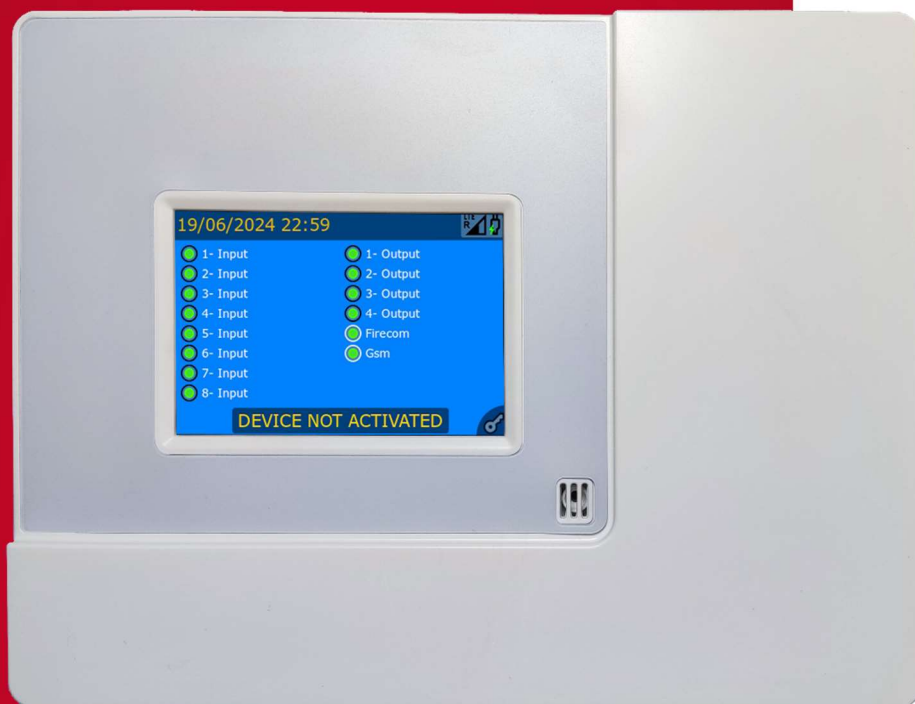 19/06/2024 22:59
LTE
R
1- Input
2- Input
3- Input
4- Input
5- Input
6- Input
7- Input
8- Input
1- Output
2- Output
3- Output
4- Output
Firecom
Gsm
DEVICE NOT ACTIVATED